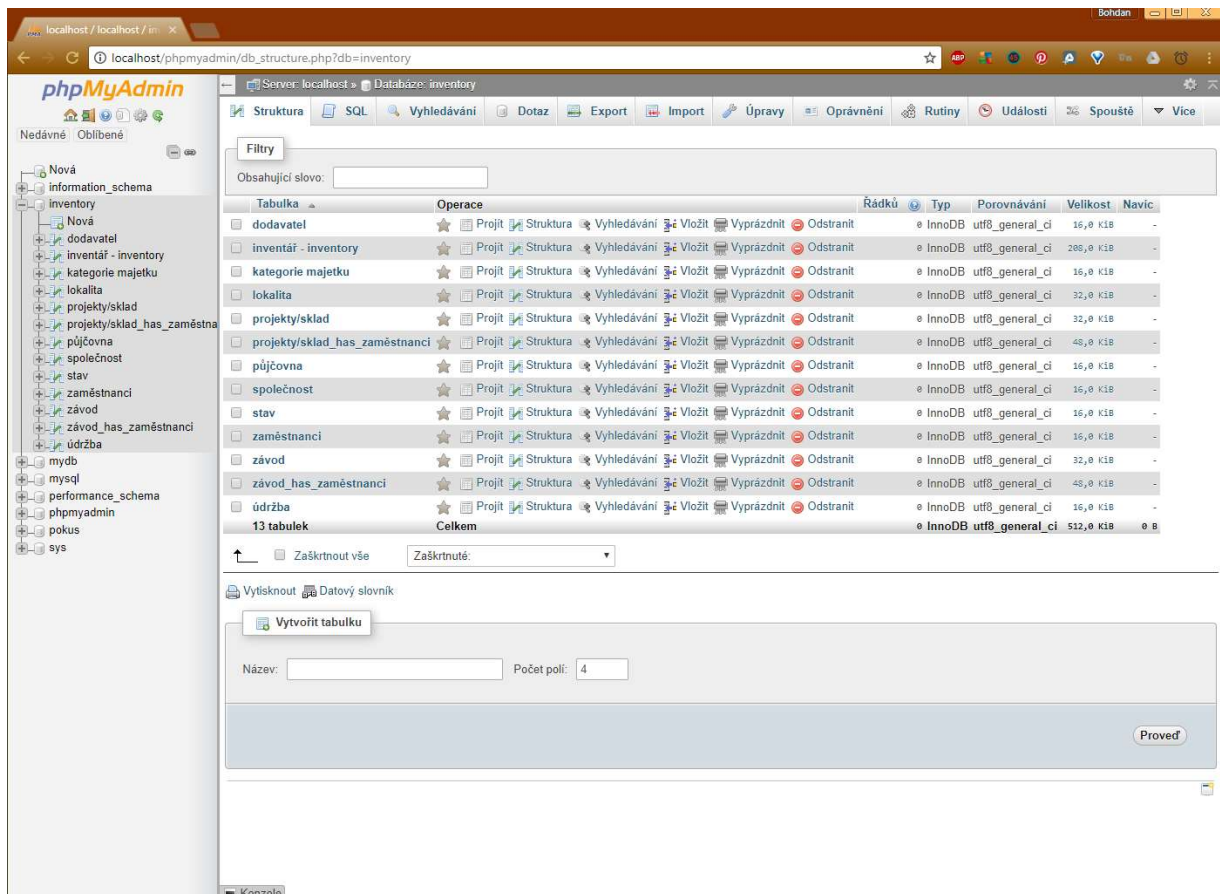 Bohdan
localhost / localhost / in
localhost/phpmyadmin/db_structure.php?db=inventory
ABP
phpMyAdmin
Nedávné Oblíbené
Nová
information_schema
inventory
Nová
dodavatel
inventář - inventory
kategorie majetku
lokalita
projekty/sklad
projekty/sklad_has_zaměstna
půjčovna
společnost
stav
zaměstnanci
závod
závod_has_zaměstnanci
údržba
mydb
mysql
performance_schema
phpmyadmin
pokus
sys
Server: localhost » Databáze: inventory
Struktura SQL Vyhledávání Dotaz Export Import Úpravy Oprávnění Rutiny Události Spouště Více
Filtry
Obsahující slovo:
Tabulka Operace Řádků Typ Porovnávání Velikost Navíc
dodavatel Projít Struktura Vyhledávání Vložit Vyprázdnit Odstranit 0 InnoDB utf8_general_ci 16,0 KiB -
inventář - inventory Projít Struktura Vyhledávání Vložit Vyprázdnit Odstranit 0 InnoDB utf8_general_ci 208,0 KiB -
kategorie majetku Projít Struktura Vyhledávání Vložit Vyprázdnit Odstranit 0 InnoDB utf8_general_ci 16,0 KiB -
lokalita Projít Struktura Vyhledávání Vložit Vyprázdnit Odstranit 0 InnoDB utf8_general_ci 32,0 KiB -
projekty/sklad Projít Struktura Vyhledávání Vložit Vyprázdnit Odstranit 0 InnoDB utf8_general_ci 32,0 KiB -
projekty/sklad_has_zaměstnanci Projít Struktura Vyhledávání Vložit Vyprázdnit Odstranit 0 InnoDB utf8_general_ci 48,0 KiB -
půjčovna Projít Struktura Vyhledávání Vložit Vyprázdnit Odstranit 0 InnoDB utf8_general_ci 16,0 KiB -
společnost Projít Struktura Vyhledávání Vložit Vyprázdnit Odstranit 0 InnoDB utf8_general_ci 16,0 KiB -
stav Projít Struktura Vyhledávání Vložit Vyprázdnit Odstranit 0 InnoDB utf8_general_ci 16,0 KiB -
zaměstnanci Projít Struktura Vyhledávání Vložit Vyprázdnit Odstranit 0 InnoDB utf8_general_ci 16,0 KiB -
závod Projít Struktura Vyhledávání Vložit Vyprázdnit Odstranit 0 InnoDB utf8_general_ci 32,0 KiB -
závod_has_zaměstnanci Projít Struktura Vyhledávání Vložit Vyprázdnit Odstranit 0 InnoDB utf8_general_ci 48,0 KiB -
údržba Projít Struktura Vyhledávání Vložit Vyprázdnit Odstranit 0 InnoDB utf8_general_ci 16,0 KiB -
13 tabulek Celkem 0 InnoDB utf8_general_ci 512,0 KiB 0 B
Zaškrtnout vše Zaškrtnuté:
Vytisknout Datový slovník
Vytvořit tabulku
Název: Počet polí: 4
Proveď
Konzole